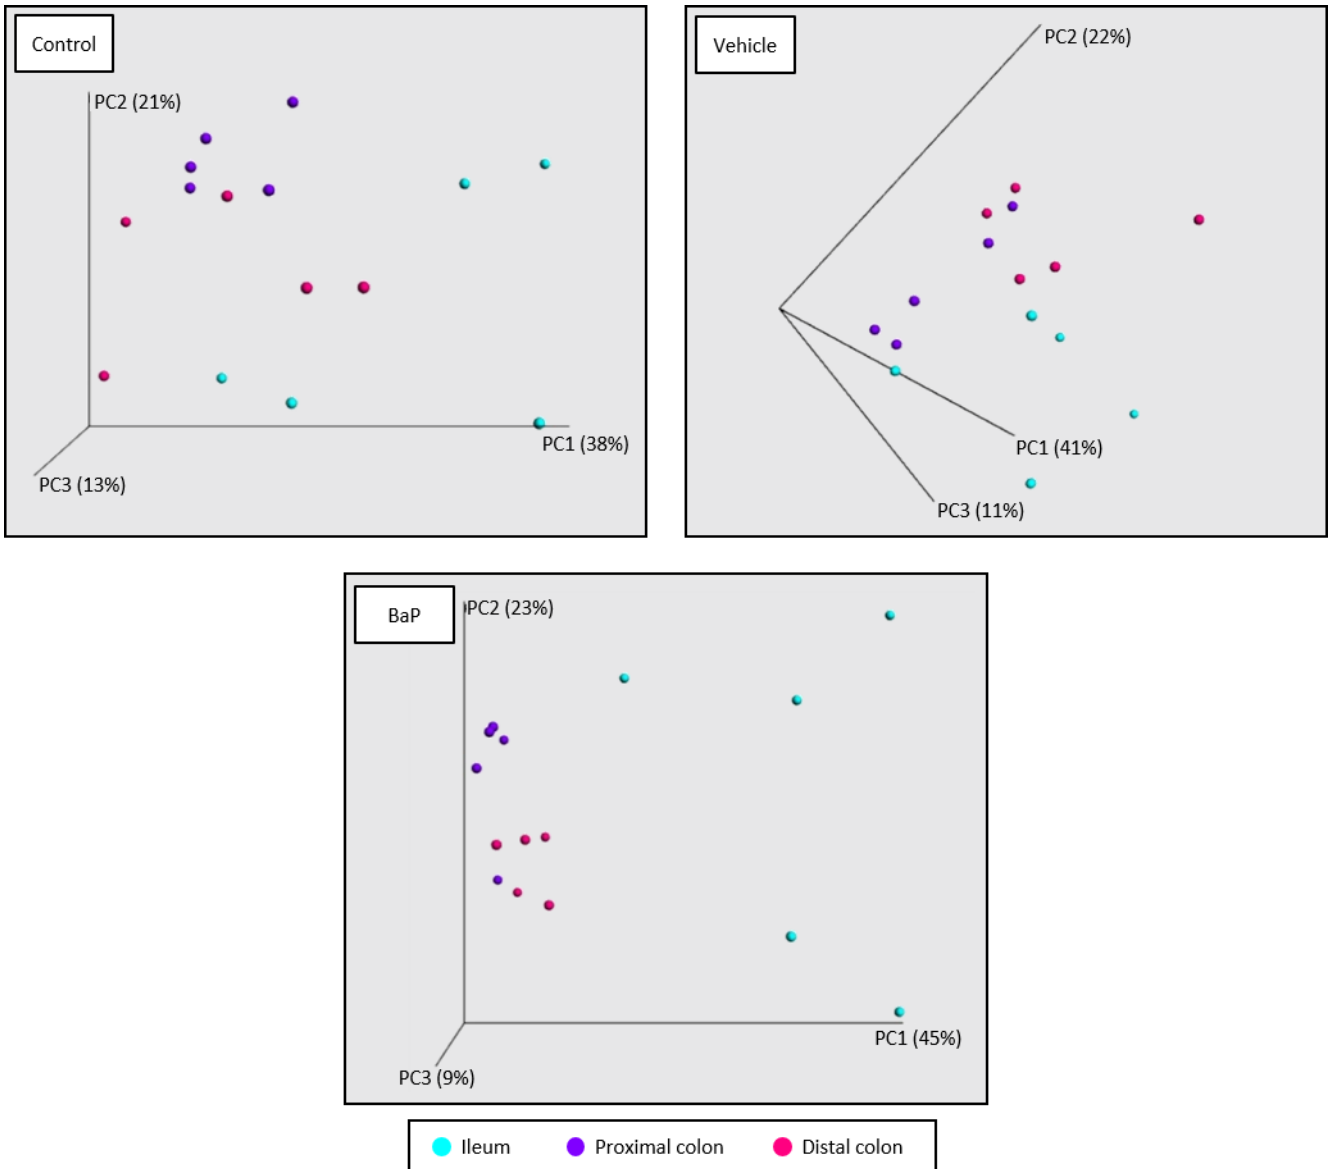 Control
PC2 (21%)
PC1 (38%)
PC3 (13%)
Vehicle
PC2 (22%)
PC1 (41%)
PC3 (11%)
BaP
PC2 (23%)
PC1 (45%)
PC3 (9%)
Ileum
Proximal colon
Distal colon